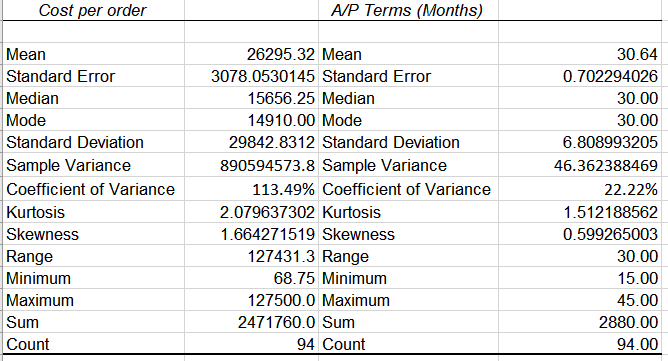 Cost per order A/P Terms (Months)
Mean 26295.32 Mean 30.64
Standard Error 3078.0530145 Standard Error 0.702294026
Median 15656.25 Median 30.00
Mode 14910.00 Mode 30.00
Standard Deviation 29842.8312 Standard Deviation 6.808993205
Sample Variance 890594573.8 Sample Variance 46.362388469
Coefficient of Variance 113.49% Coefficient of Variance 22.22%
Kurtosis 2.079637302 Kurtosis 1.512188562
Skewness 1.664271519 Skewness 0.599265003
Range 127431.3 Range 30.00
Minimum 68.75 Minimum 15.00
Maximum 127500.0 Maximum 45.00
Sum 2471760.0 Sum 2880.00
Count 94 Count 94.00